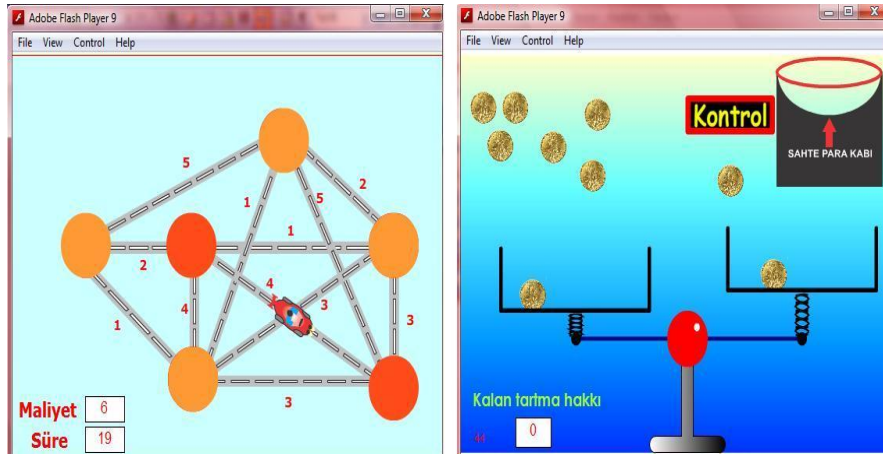 Adobe Flash Player 9
File View Control Help
5
2
1
5
1
2
4
4
3
1
3
3
Maliyet 6
Süre 19
Adobe Flash Player 9
File View Control Help
Kontrol
SAHTE PARA KABI
Kalan tartma hakkı
44
0